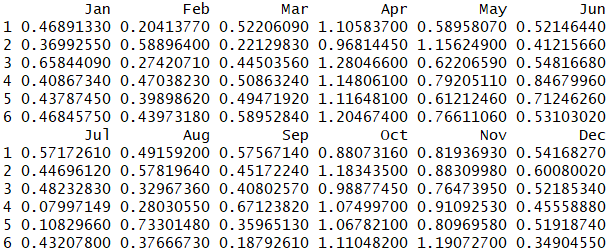 Jan Feb Mar Apr May Jun
1 0.46891330 0.20413770 0.52206090 1.10583700 0.58958070 0.52146440
2 0.36992550 0.58896400 0.22129830 0.96814450 1.15624900 0.41215660
3 0.65844090 0.27420710 0.44503560 1.28046600 0.62206590 0.54816680
4 0.40867340 0.47038230 0.50863240 1.14806100 0.79205110 0.84679960
5 0.43787450 0.39898620 0.49471920 1.11648100 0.61212460 0.71246260
6 0.46845750 0.43973180 0.58952840 1.20467400 0.76611060 0.53103020
Jul Aug Sep Oct Nov Dec
1 0.57172610 0.49159200 0.57567140 0.88073160 0.81936930 0.54168270
2 0.44696120 0.57819640 0.45172240 1.18343500 0.88309980 0.60080020
3 0.48232830 0.32967360 0.40802570 0.98877450 0.76473950 0.52185340
4 0.07997149 0.28030550 0.67123820 1.07499700 0.91092530 0.45558880
5 0.10829660 0.73301480 0.35965130 1.06782100 0.80969580 0.51918740
6 0.43207800 0.37666730 0.18792610 1.11048200 1.19072700 0.34904550